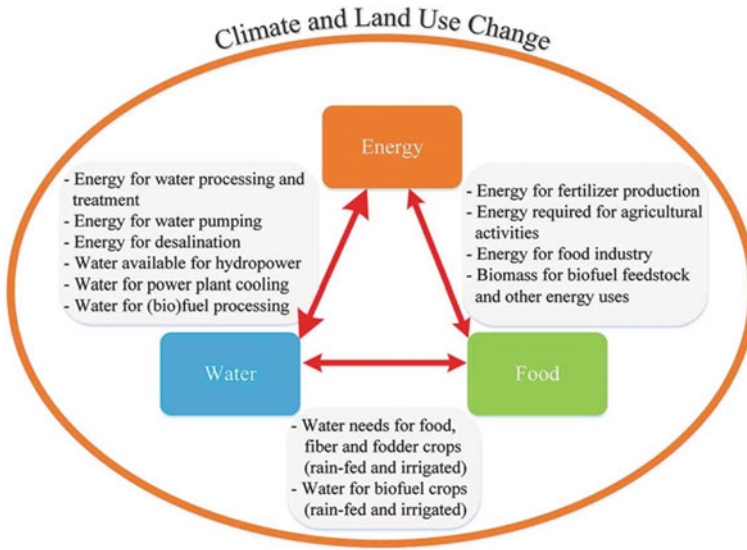 Climate and Land Use Change
Energy
- Energy for water processing and
treatment
- Energy for water pumping
- Energy for desalination
- Water available for hydropower
- Water for power plant cooling
- Water for (bio)fuel processing
- Energy for fertilizer production
- Energy required for agricultural
activities
- Energy for food industry
- Biomass for biofuel feedstock
and other energy uses
Water
Food
- Water needs for food,
fiber and fodder crops
(rain-fed and irrigated)
- Water for biofuel crops
(rain-fed and irrigated)